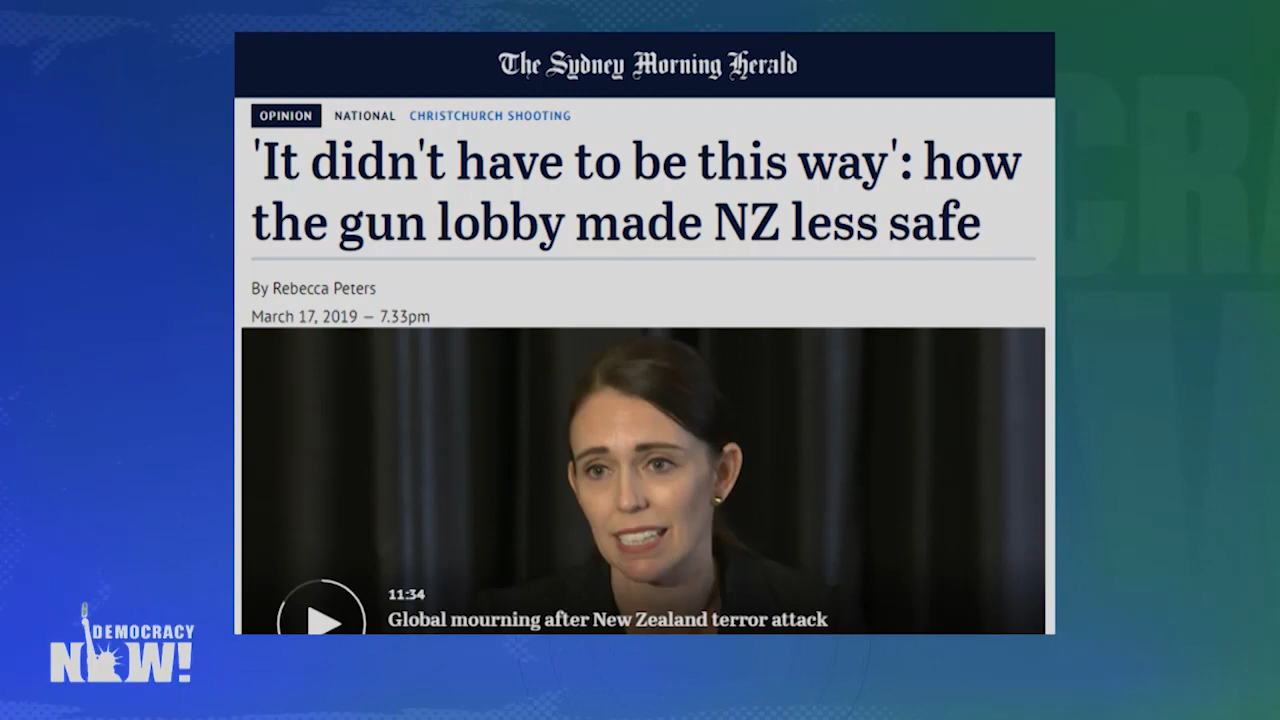 The Sydney Morning Herald
OPINION NATIONAL CHRISTCHURCH SHOOTING
'It didn't have to be this way': how
the gun lobby made NZ less safe
By Rebecca Peters
March 17, 2019 – 7.33pm
11:34
Global mourning after New Zealand terror attack
DEMOCRACY
NOW!